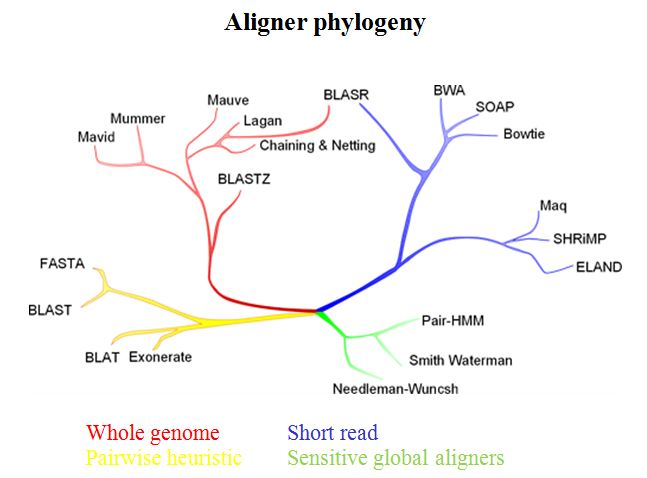 Aligner phylogeny
BLASR
BWA
Mauve
SOAP
Mummer
Lagan
Bowtie
Mavid
Chaining & Netting
BLASTZ
Maq
SHRiMP
FASTA
ELAND
BLAST
Pair-HMM
BLAT Exonerate
Smith Waterman
Needleman-Wuncsh
Whole genome Short read
Pairwise heuristic Sensitive global aligners